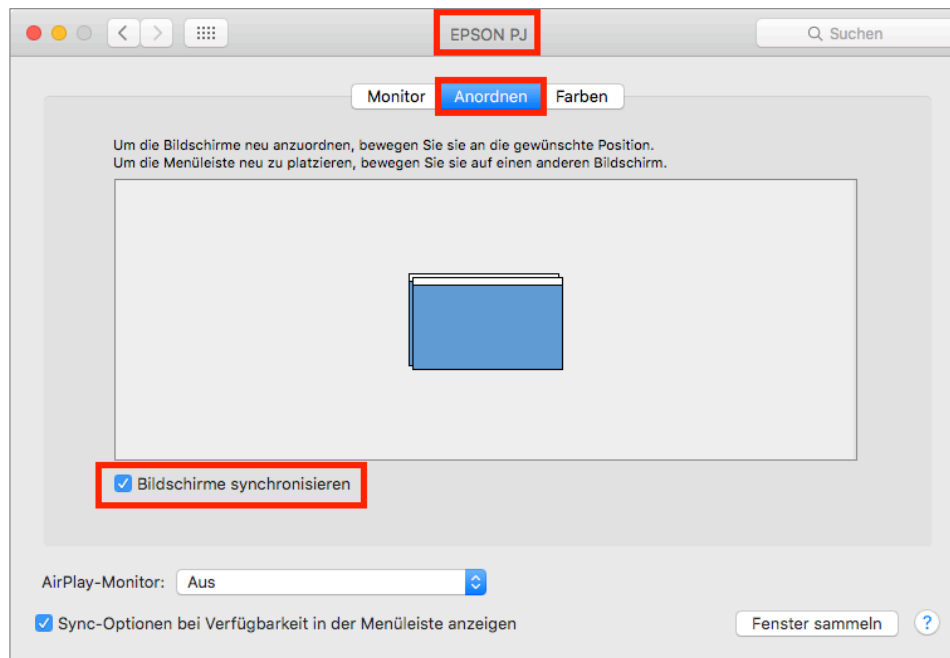 EPSON PJ
Suchen
Monitor Anordnen Farben
Um die Bildschirme neu anzuordnen, bewegen Sie sie an die gewünschte Position.
Um die Menüleiste neu zu platzieren, bewegen Sie sie auf einen anderen Bildschirm.
Bildschirme synchronisieren
AirPlay-Monitor: Aus
Sync-Optionen bei Verfügbarkeit in der Menüleiste anzeigen
Fenster sammeln ?